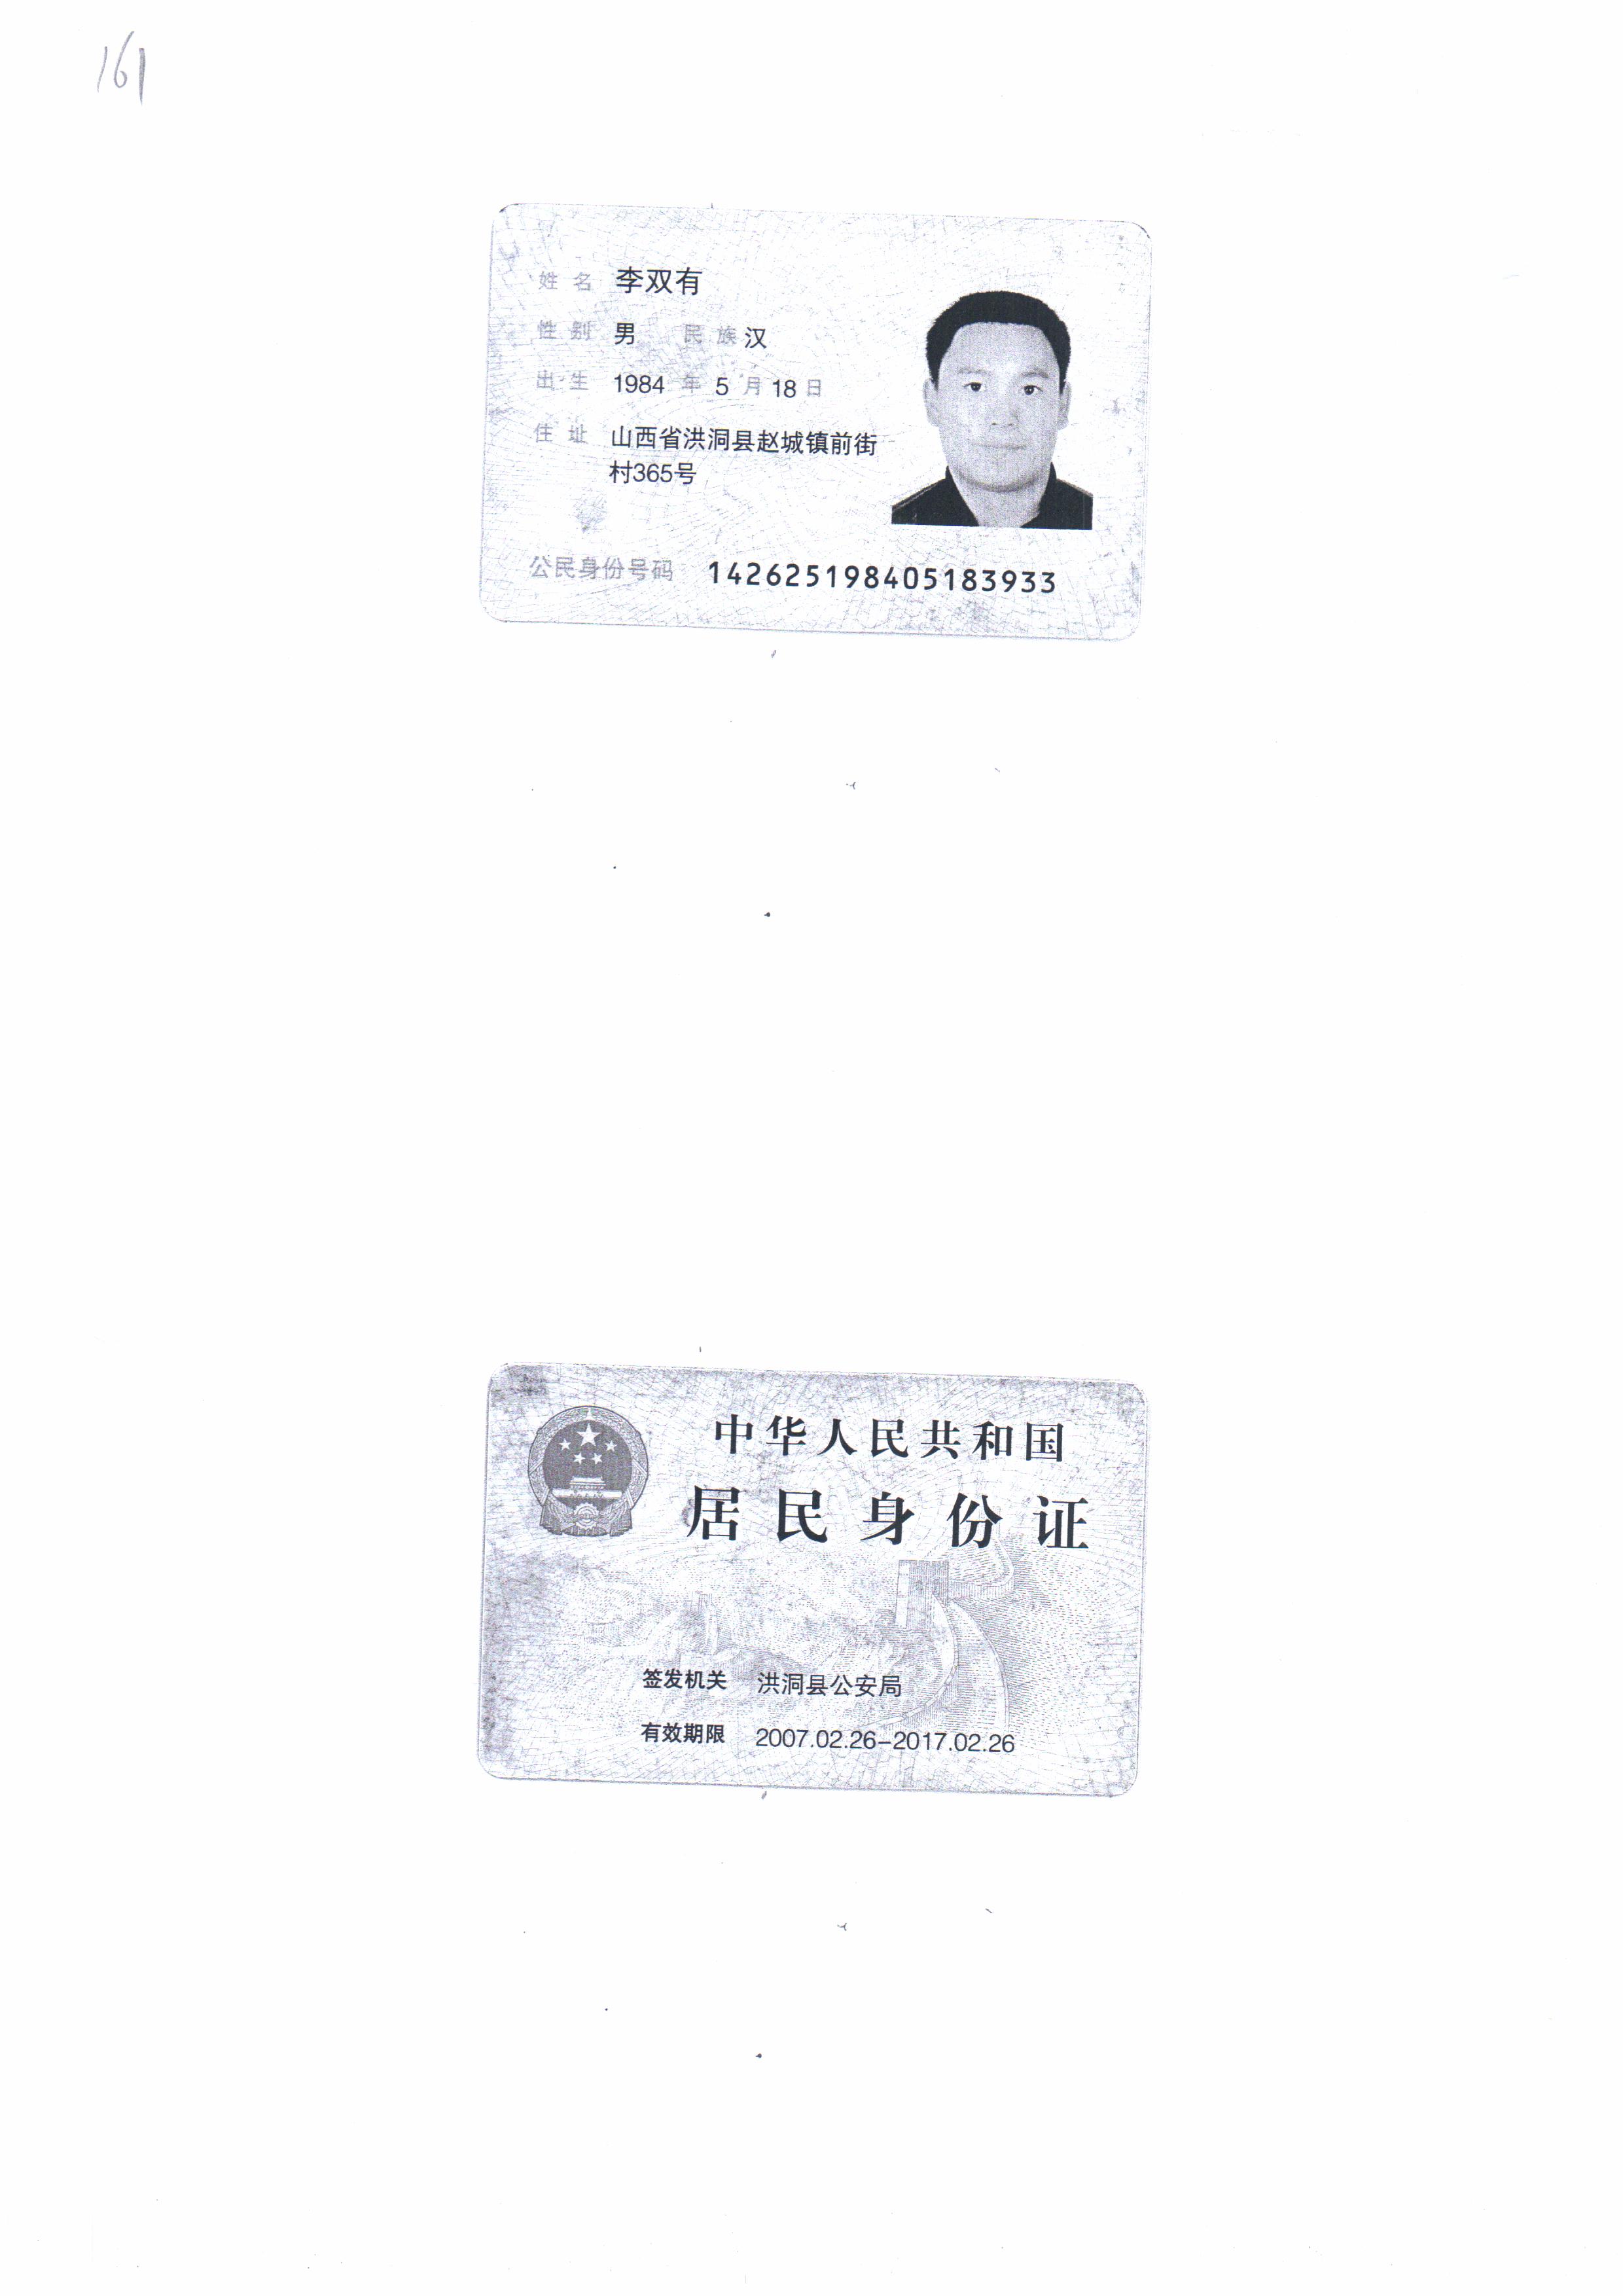 161
姓名 李双有
性别 男 民族 汉
出生 1984 年 5 月 18 日
住址 山西省洪洞县赵城镇前街
村365号
公民身份号码 142625198405183933
中华人民共和国
居民身份证
签发机关 洪洞县公安局
有效期限 2007.02.26-2017.02.26